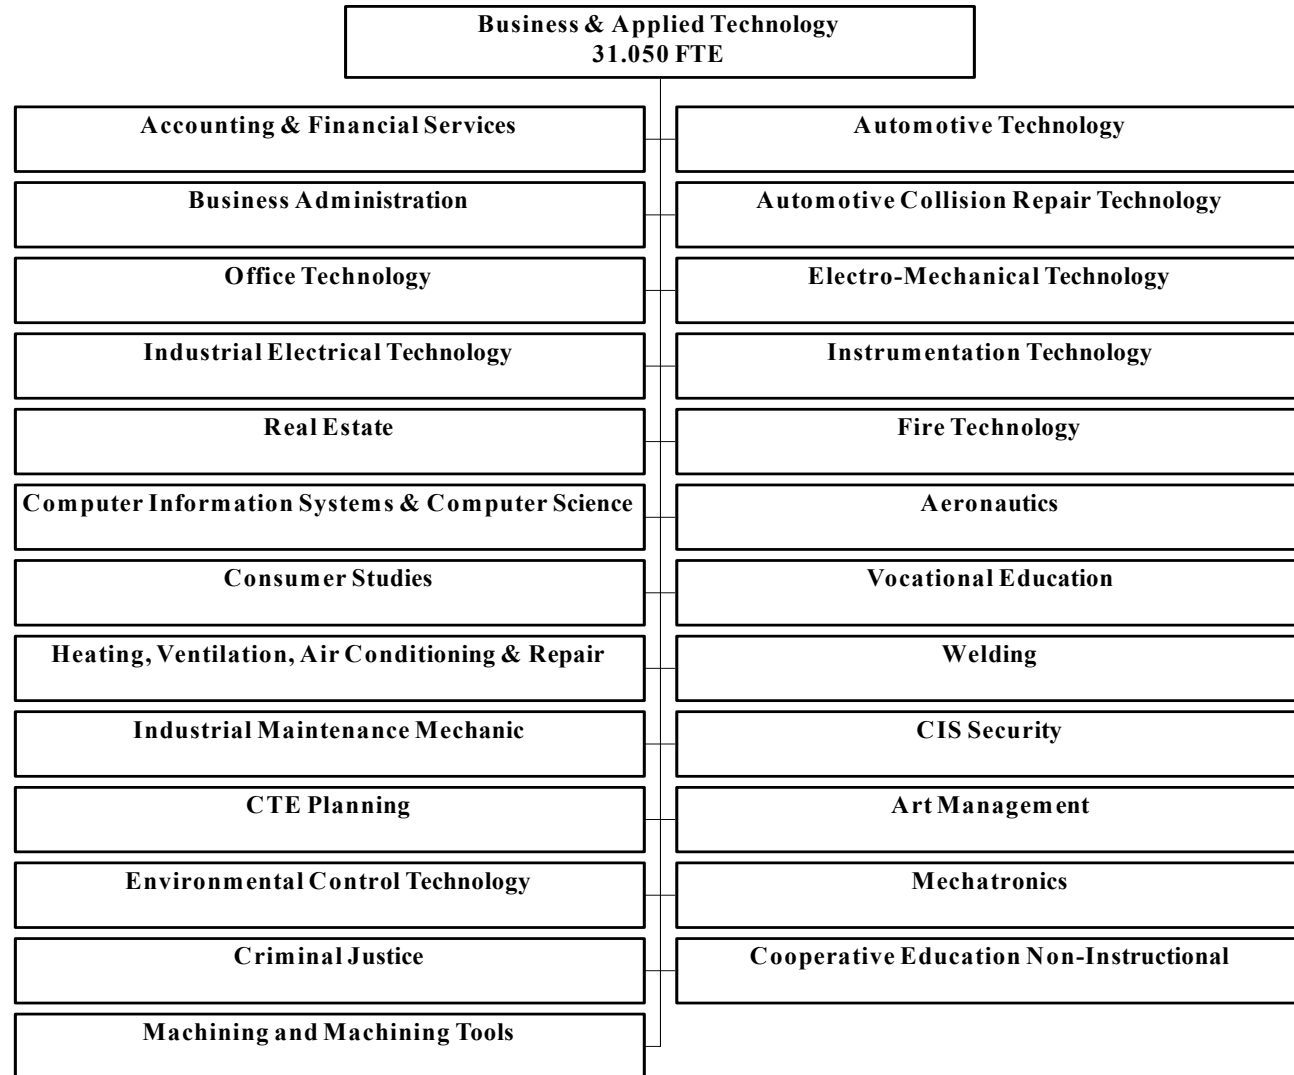 Business & Applied Technology
31.050 FTE
Accounting & Financial Services
Automotive Technology
Business Administration
Automotive Collision Repair Technology
Office Technology
Electro-Mechanical Technology
Industrial Electrical Technology
Instrumentation Technology
Real Estate
Fire Technology
Computer Information Systems & Computer Science
Aeronautics
Consumer Studies
Vocational Education
Heating, Ventilation, Air Conditioning & Repair
Welding
Industrial Maintenance Mechanic
CIS Security
CTE Planning
Art Management
Environmental Control Technology
Mechatronics
Criminal Justice
Cooperative Education Non-Instructional
Machining and Machining Tools